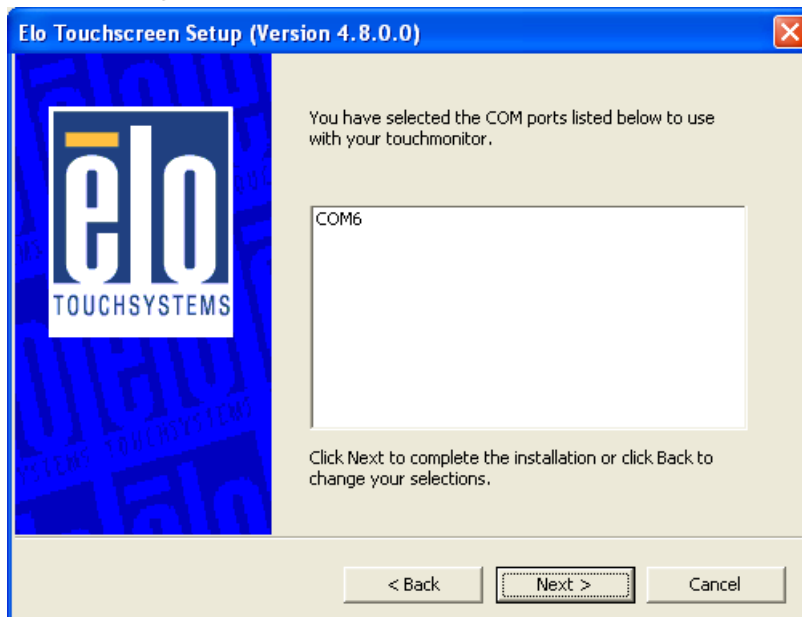 Elo Touchscreen Setup (Version 4.8.0.0)
You have selected the COM ports listed below to use
with your touchmonitor.
COM6
elo
TOUCHSYSTEMS
Click Next to complete the installation or click Back to
change your selections.
< Back
Next >
Cancel